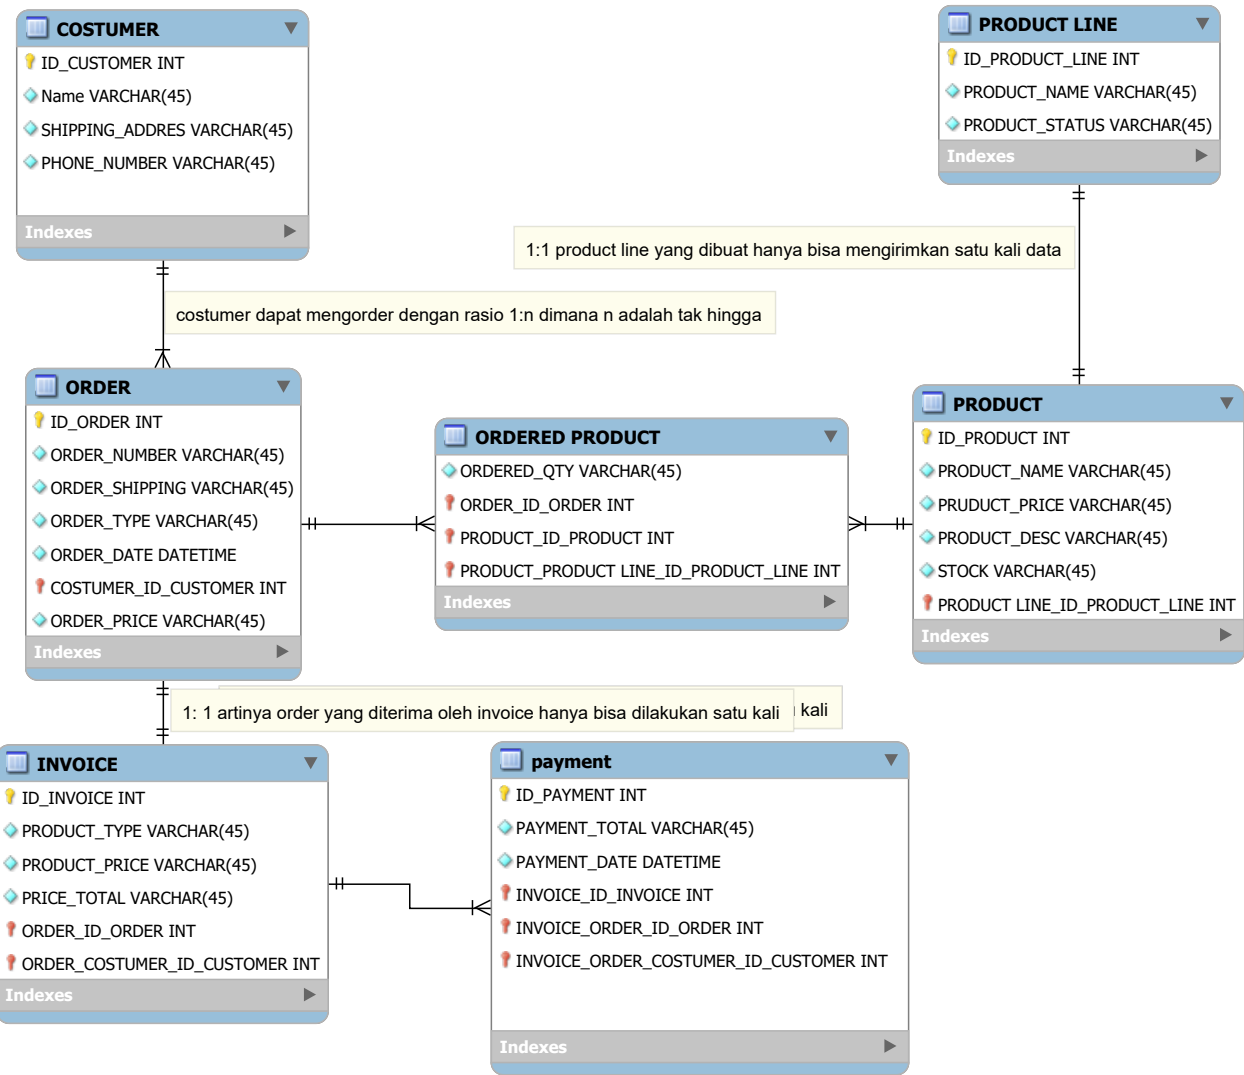 COSTUMER
ID_CUSTOMER INT
Name VARCHAR(45)
SHIPPING_ADDRES VARCHAR(45)
PHONE_NUMBER VARCHAR(45)
Indexes
PRODUCT LINE
ID_PRODUCT_LINE INT
PRODUCT_NAME VARCHAR(45)
PRODUCT_STATUS VARCHAR(45)
Indexes
1:1 product line yang dibuat hanya bisa mengirimkan satu kali data
costumer dapat mengorder dengan rasio 1:n dimana n adalah tak hingga
ORDER
ID_ORDER INT
ORDER_NUMBER VARCHAR(45)
ORDER_SHIPPING VARCHAR(45)
ORDER_TYPE VARCHAR(45)
ORDER_DATE DATETIME
COSTUMER_ID_CUSTOMER INT
ORDER_PRICE VARCHAR(45)
Indexes
ORDERED PRODUCT
ORDERED_QTY VARCHAR(45)
ORDER_ID_ORDER INT
PRODUCT_ID_PRODUCT INT
PRODUCT_PRODUCT LINE_ID_PRODUCT_LINE INT
Indexes
PRODUCT
ID_PRODUCT INT
PRODUCT_NAME VARCHAR(45)
PRUDUCT_PRICE VARCHAR(45)
PRODUCT_DESC VARCHAR(45)
STOCK VARCHAR(45)
PRODUCT LINE_ID_PRODUCT_LINE INT
Indexes
1: 1 artinya order yang diterima oleh invoice hanya bisa dilakukan satu kali
kali
INVOICE
ID_INVOICE INT
PRODUCT_TYPE VARCHAR(45)
PRODUCT_PRICE VARCHAR(45)
PRICE_TOTAL VARCHAR(45)
ORDER_ID_ORDER INT
ORDER_COSTUMER_ID_CUSTOMER INT
Indexes
payment
ID_PAYMENT INT
PAYMENT_TOTAL VARCHAR(45)
PAYMENT_DATE DATETIME
INVOICE_ID_INVOICE INT
INVOICE_ORDER_ID_ORDER INT
INVOICE_ORDER_COSTUMER_ID_CUSTOMER INT
Indexes